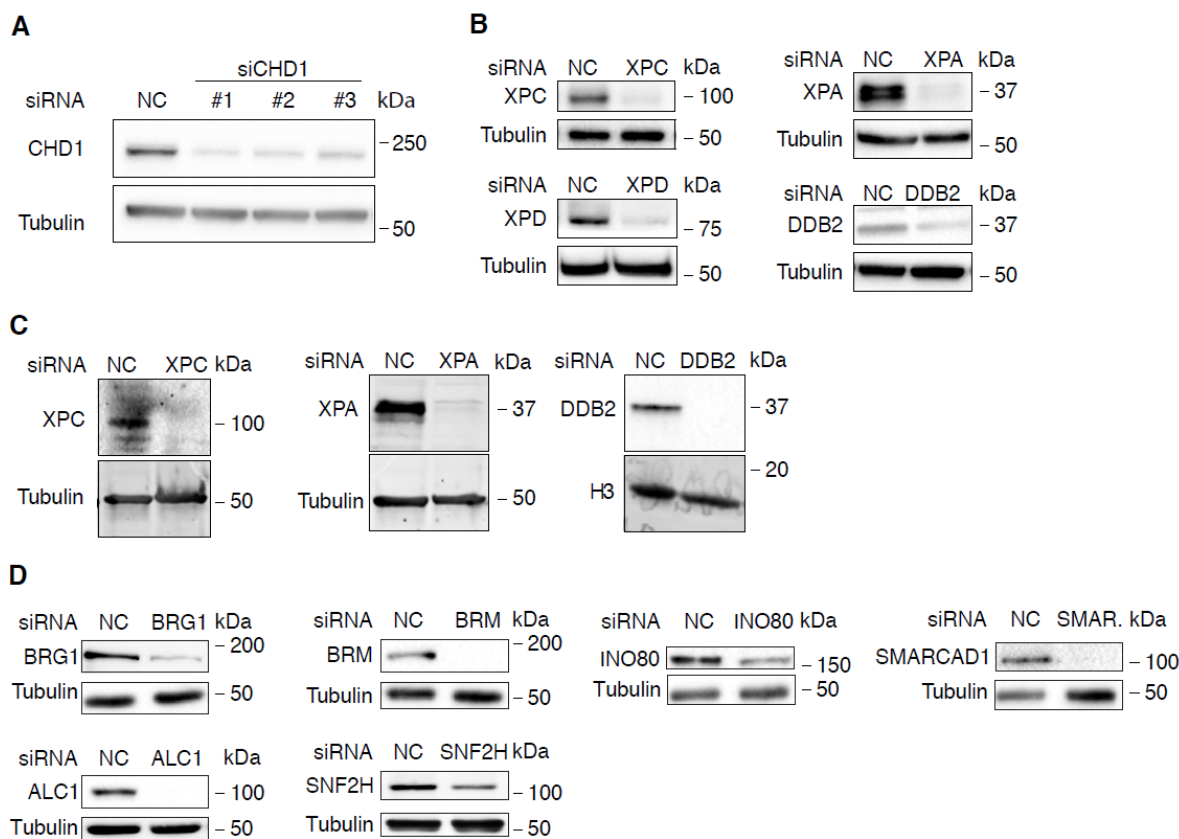 A
siCHD1
siRNA NC #1 #2 #3 kDa
CHD1 - 250
Tubulin - 50
B
siRNA NC XPC kDa
XPC - 100
Tubulin - 50
siRNA NC XPA kDa
XPA - 37
Tubulin - 50
siRNA NC XPD kDa
XPD - 75
Tubulin - 50
siRNA NC DDB2 kDa
DDB2 - 37
Tubulin - 50
C
siRNA NC XPC kDa
XPC - 100
Tubulin - 50
siRNA NC XPA kDa
XPA - 37
Tubulin - 50
siRNA NC DDB2 kDa
DDB2 - 37
- 20
H3
D
siRNA NC BRG1 kDa
BRG1 - 200
Tubulin - 50
siRNA NC BRM kDa
BRM - 200
Tubulin - 50
siRNA NC INO80 kDa
INO80 - 150
Tubulin - 50
siRNA NC SMAR. kDa
SMARCAD1 - 100
Tubulin - 50
siRNA NC ALC1 kDa
ALC1 - 100
Tubulin - 50
siRNA NC SNF2H kDa
SNF2H - 100
Tubulin - 50